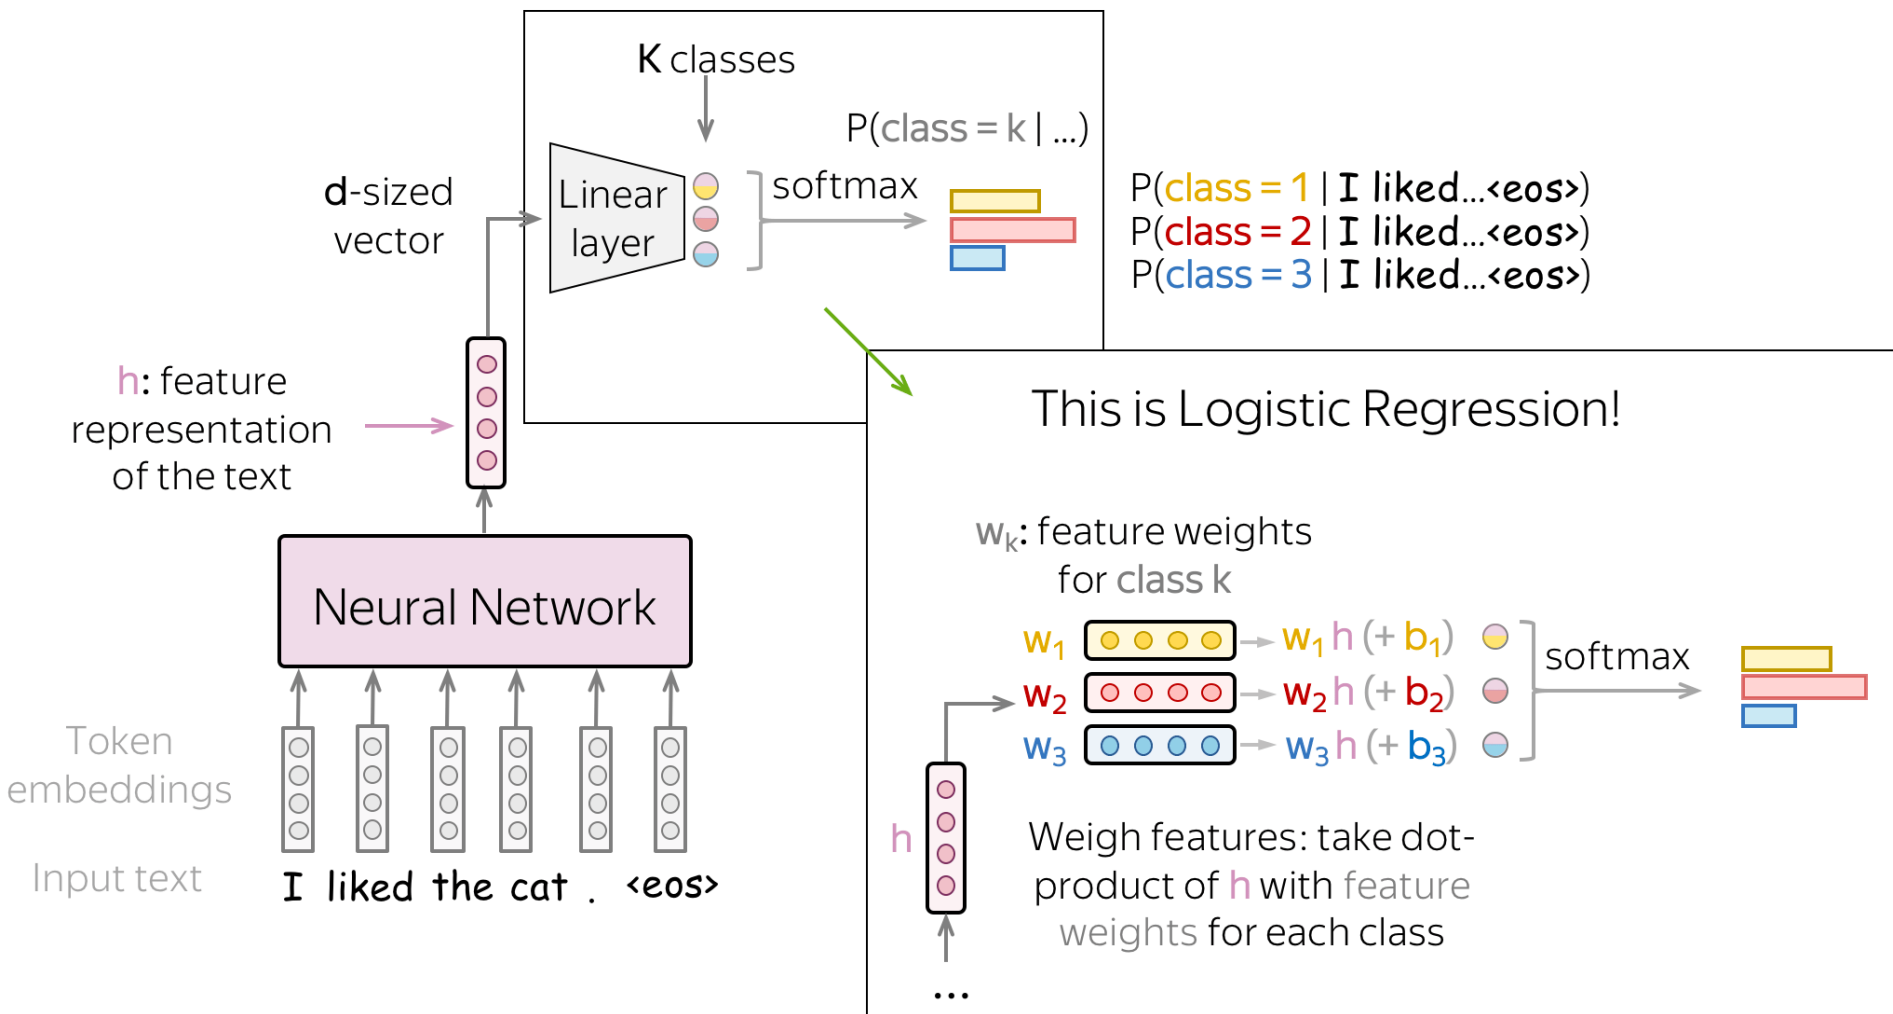 K classes
P(class = k | ...)
d-sized
vector
Linear
layer
softmax
P(class = 1 | I liked...<eos>)
P(class = 2 | I liked...<eos>)
P(class = 3 | I liked...<eos>)
h: feature
representation
of the text
Neural Network
Token
embeddings
Input text
I liked the cat . <eos>
This is Logistic Regression!
wₖ: feature weights
for class k
w₁ w₁ h (+ b₁)
w₂ w₂ h (+ b₂)
w₃ w₃ h (+ b₃)
softmax
h
Weigh features: take dot-
product of h with feature
weights for each class
...